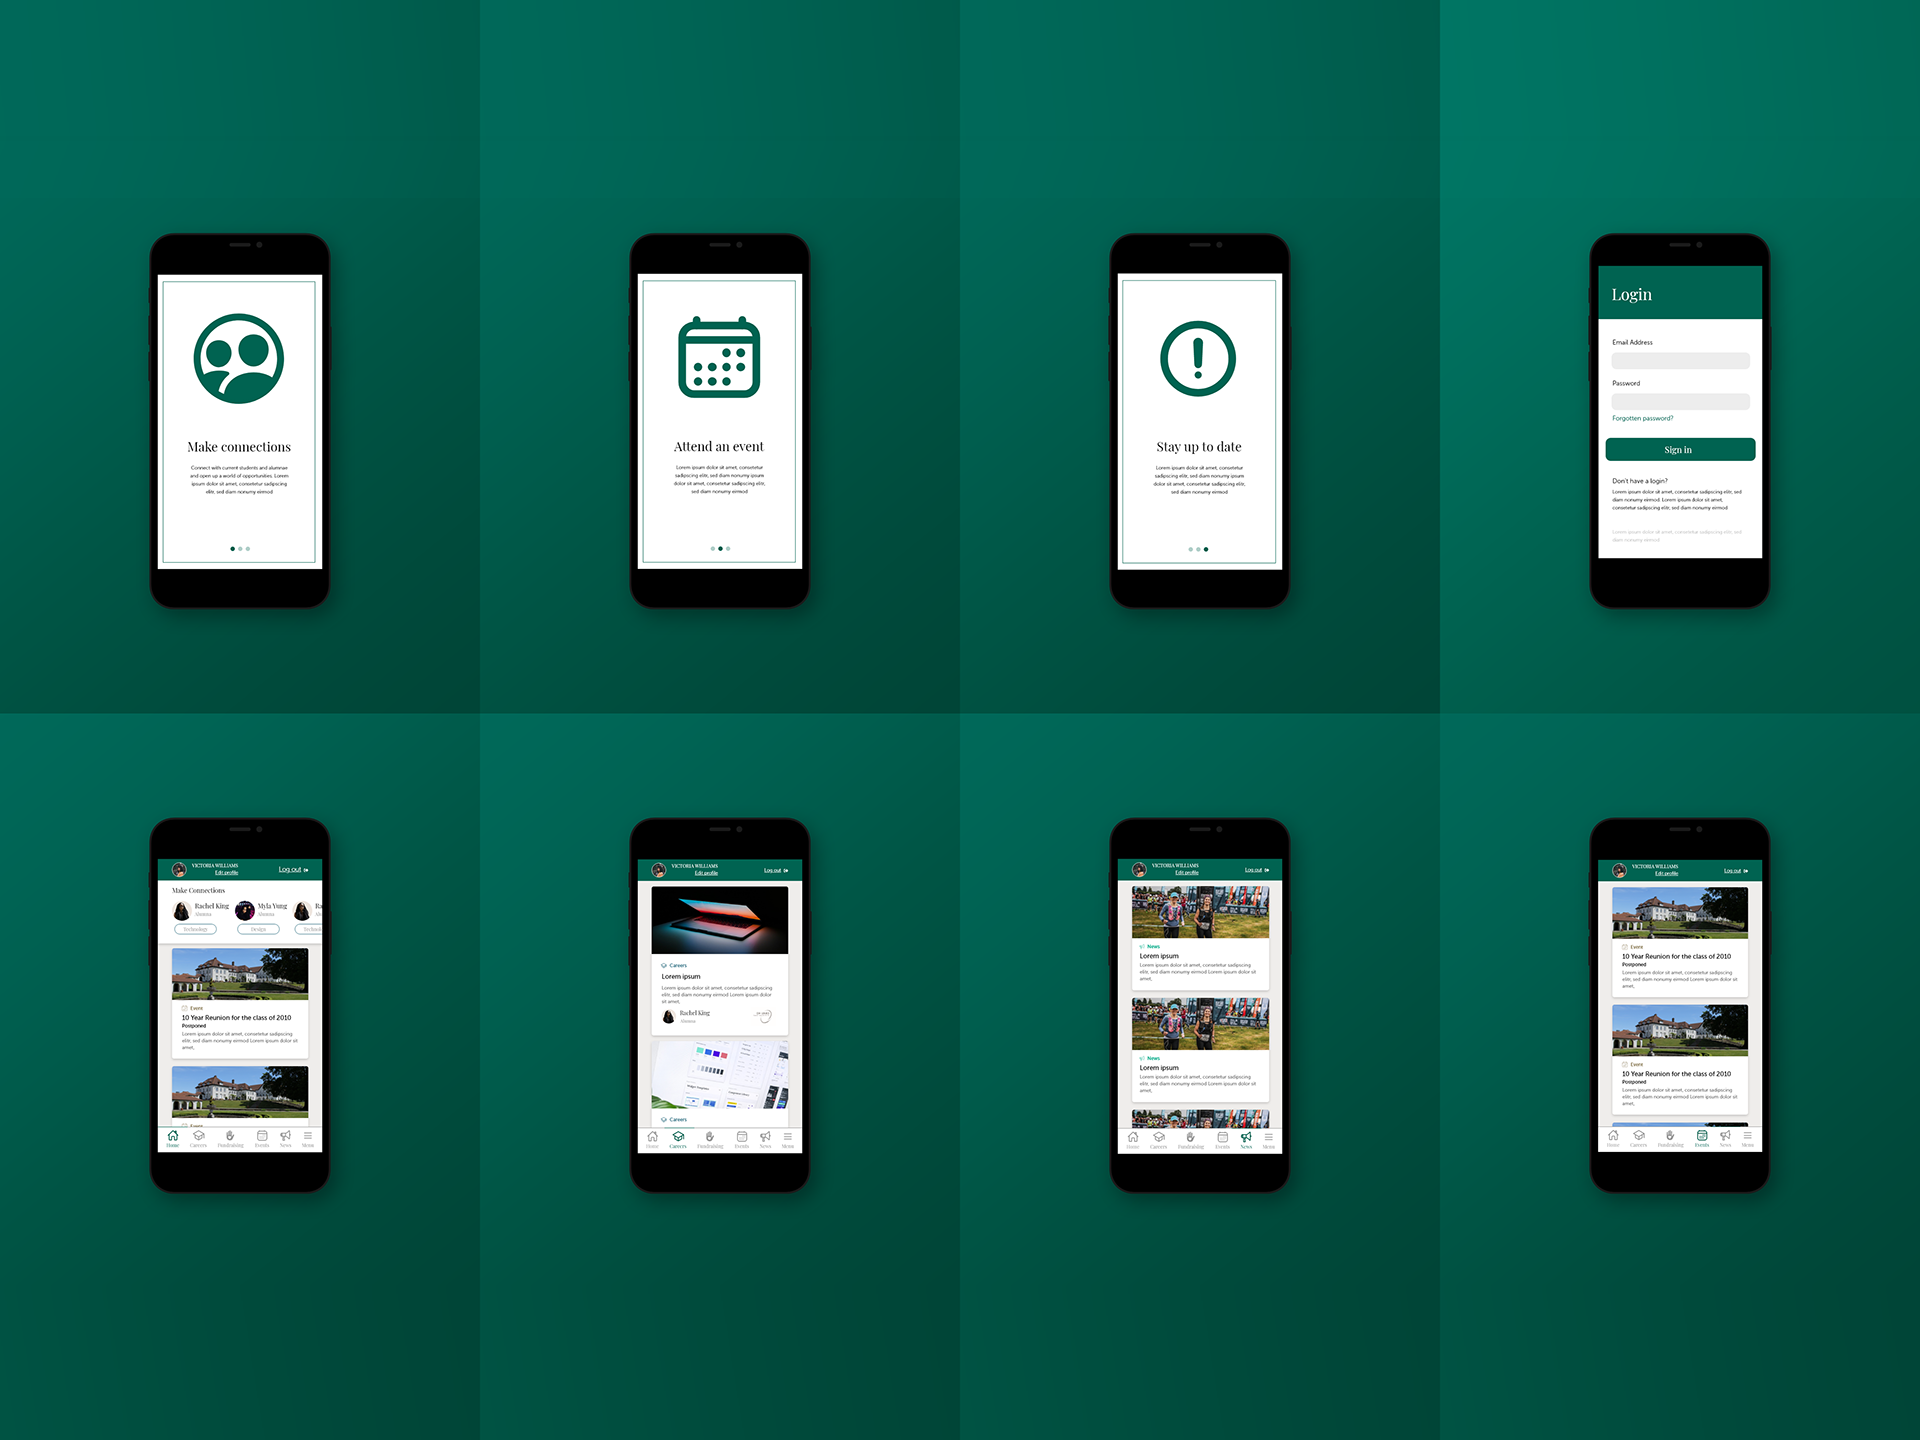 Make connections
Connect with current students and alumnae
and open up a world of opportunities. Lorem
ipsum dolor sit amet, consetetur sadipscing
elitr, sed diam nonumy eirmod
Attend an event
Lorem ipsum dolor sit amet, consetetur
sadipscing elitr, sed diam nonumy ipsum
dolor sit amet, consetetur sadipscing elitr,
sed diam nonumy eirmod
Stay up to date
Lorem ipsum dolor sit amet, consetetur
sadipscing elitr, sed diam nonumy ipsum
dolor sit amet, consetetur sadipscing elitr,
sed diam nonumy eirmod
Login
Email Address
Password
Forgotten password?
Sign in
Don't have a login?
Lorem ipsum dolor sit amet, consetetur sadipscing elitr, sed
diam nonumy eirmod. Lorem ipsum dolor sit amet,
consetetur sadipscing elitr, sed diam nonumy eirmod
Lorem ipsum dolor sit amet, consetetur sadipscing elitr, sed
diam nonumy eirmod
VICTORIA WILLIAMS
Edit profile
Log out
Make Connections
Rachel King
Alumna
Technology
Myla Yung
Alumna
Design
Ra
Technol
Event
10 Year Reunion for the class of 2010
Postponed
Lorem ipsum dolor sit amet, consetetur sadipscing
elitr, sed diam nonumy eirmod Lorem ipsum dolor sit
amet,
Event
Home
Careers
Fundraising
Events
News
Menu
VICTORIA WILLIAMS
Edit profile
Log out
Careers
Lorem ipsum
Lorem ipsum dolor sit amet, consetetur sadipscing
elitr, sed diam nonumy eirmod Lorem ipsum dolor
sit amet,
Rachel King
Alumna
Careers
Home
Careers
Fundraising
Events
News
Menu
VICTORIA WILLIAMS
Edit profile
Log out
News
Lorem ipsum
Lorem ipsum dolor sit amet, consetetur sadipscing
elitr, sed diam nonumy eirmod Lorem ipsum dolor sit
amet,
News
Lorem ipsum
Lorem ipsum dolor sit amet, consetetur sadipscing
elitr, sed diam nonumy eirmod Lorem ipsum dolor sit
amet,
Home
Careers
Fundraising
Events
News
Menu
VICTORIA WILLIAMS
Edit profile
Log out
Event
10 Year Reunion for the class of 2010
Postponed
Lorem ipsum dolor sit amet, consetetur sadipscing
elitr, sed diam nonumy eirmod Lorem ipsum dolor sit
amet,
Event
10 Year Reunion for the class of 2010
Postponed
Lorem ipsum dolor sit amet, consetetur sadipscing
elitr, sed diam nonumy eirmod Lorem ipsum dolor sit
amet,
Home
Careers
Fundraising
Events
News
Menu